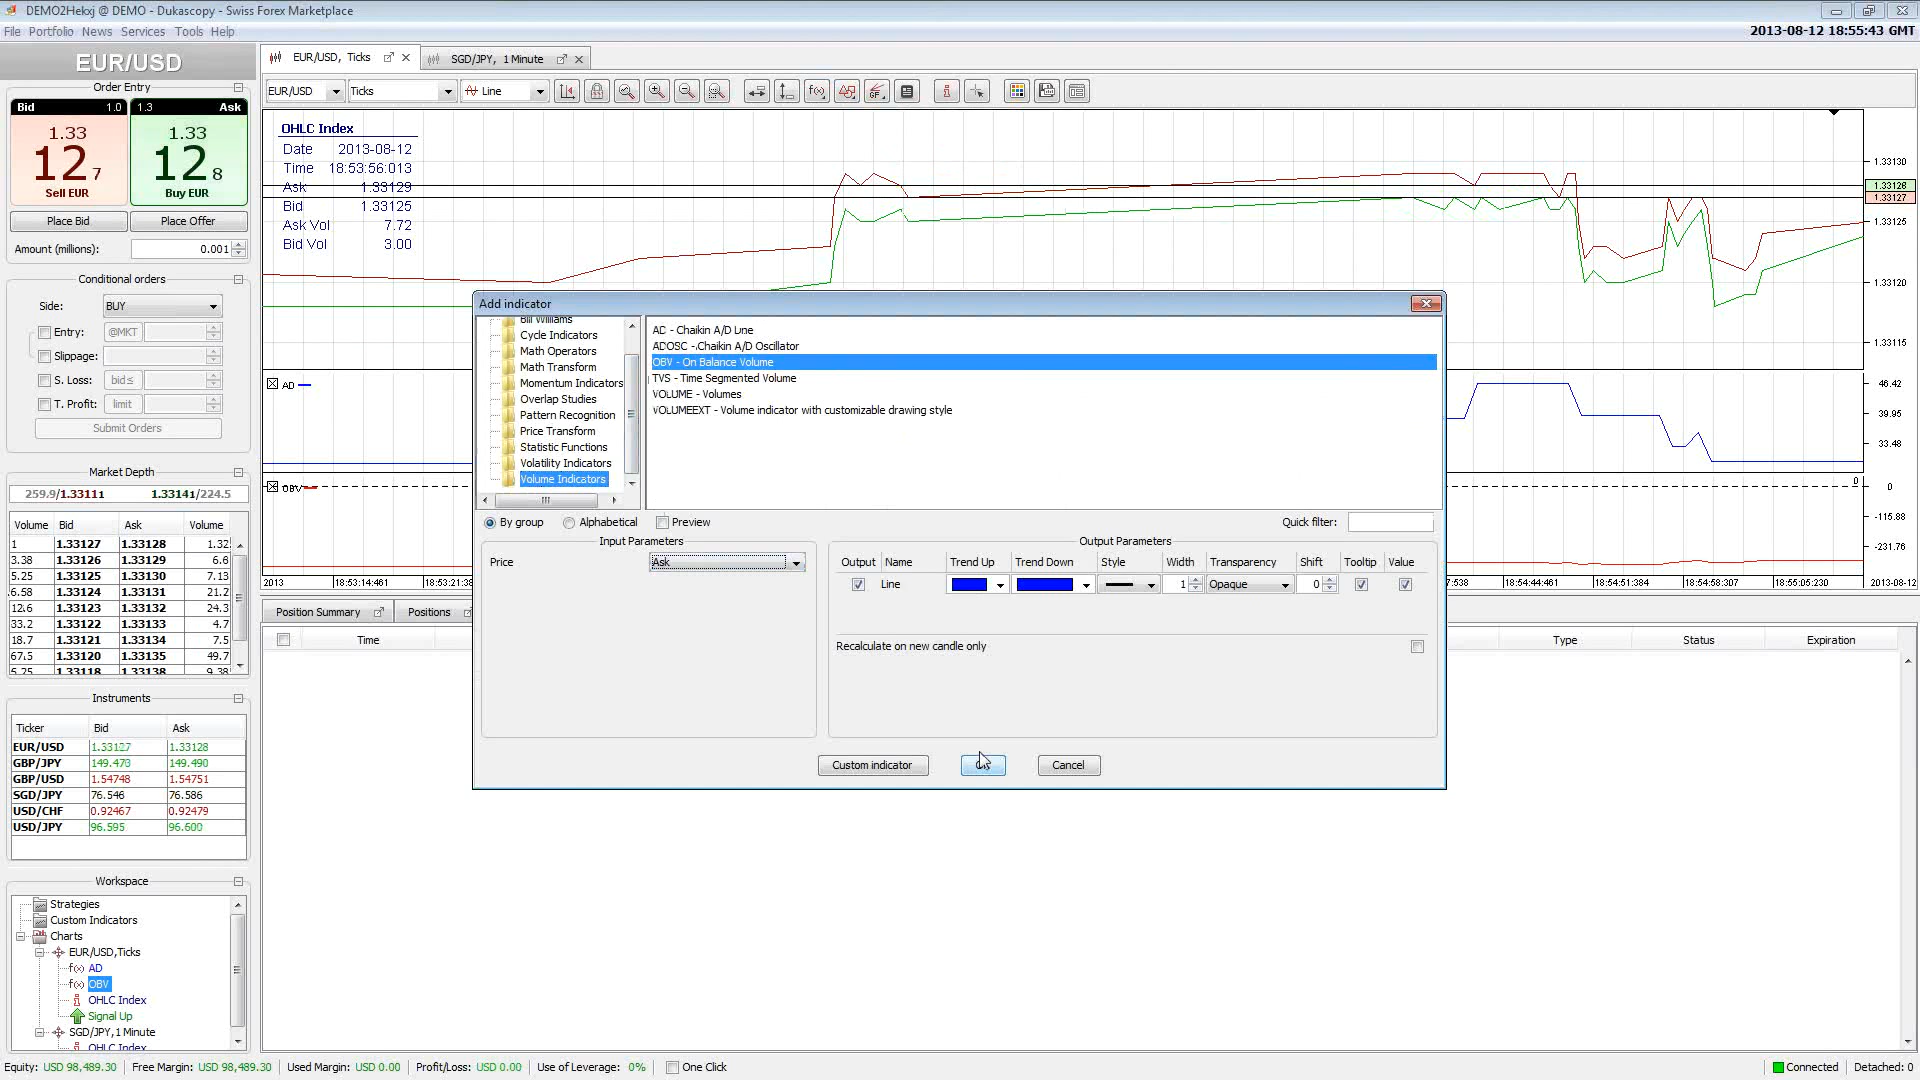 DEMO2Hekxj @ DEMO - Dukascopy - Swiss Forex Marketplace
File Portfolio News Services Tools Help
2013-08-12 18:55:43 GMT
EUR/USD
Order Entry
Bid 1.0 1.3 Ask
1.33 1.33
12 7 12 8
Sell EUR Buy EUR
Place Bid Place Offer
Amount (millions): 0.001
Conditional orders
Side: BUY
Entry: @MKT
Slippage:
S. Loss: bid≤
T. Profit: limit
Submit Orders
Market Depth
259.9/1.33111 1.33141/224.5
Volume Bid Ask Volume
1 1.33127 1.33128 1.32
3.38 1.33126 1.33129 6.6
5.25 1.33125 1.33130 7.13
6.58 1.33124 1.33131 21.2
12.6 1.33123 1.33132 24.3
33.2 1.33122 1.33133 4.7
18.7 1.33121 1.33134 7.5
67.5 1.33120 1.33135 49.7
5.25 1.33118 1.33138 9.38
Instruments
Ticker Bid Ask
EUR/USD 1.33127 1.33128
GBP/JPY 149.473 149.490
GBP/USD 1.54748 1.54751
SGD/JPY 76.546 76.586
USD/CHF 0.92467 0.92479
USD/JPY 96.595 96.600
Workspace
Strategies
Custom Indicators
Charts
EUR/USD,Ticks
f(x) AD
f(x) OBV
OHLC Index
Signal Up
SGD/JPY,1 Minute
OHLC Index
EUR/USD, Ticks SGD/JPY, 1 Minute
EUR/USD Ticks Line f(x) GF
OHLC Index
Date 2013-08-12
Time 18:53:56:013
Ask 1.33129
Bid 1.33125
Ask Vol 7.72
Bid Vol 3.00
1.33130
1.33128
1.33127
1.33125
1.33120
1.33115
AD
46.42
39.95
33.48
OBV
0 0
-115.88
-231.76
2013 18:53:14:461 18:53:21:38 :538 18:54:44:461 18:54:51:384 18:54:58:307 18:55:05:230 2013-08-12
Add indicator
Bill Williams
Cycle Indicators
Math Operators
Math Transform
Momentum Indicators
Overlap Studies
Pattern Recognition
Price Transform
Statistic Functions
Volatility Indicators
Volume Indicators
AD - Chaikin A/D Line
ADOSC - Chaikin A/D Oscillator
OBV - On Balance Volume
TVS - Time Segmented Volume
VOLUME - Volumes
VOLUMEEXT - Volume indicator with customizable drawing style
By group Alphabetical Preview Quick filter:
Input Parameters
Price Ask
Output Parameters
Output Name Trend Up Trend Down Style Width Transparency Shift Tooltip Value
Line 1 Opaque 0
Recalculate on new candle only
Custom indicator Cancel
Position Summary Positions
Time Type Status Expiration
Equity: USD 98,489.30 Free Margin: USD 98,489.30 Used Margin: USD 0.00 Profit/Loss: USD 0.00 Use of Leverage: 0% One Click Connected Detached: 0